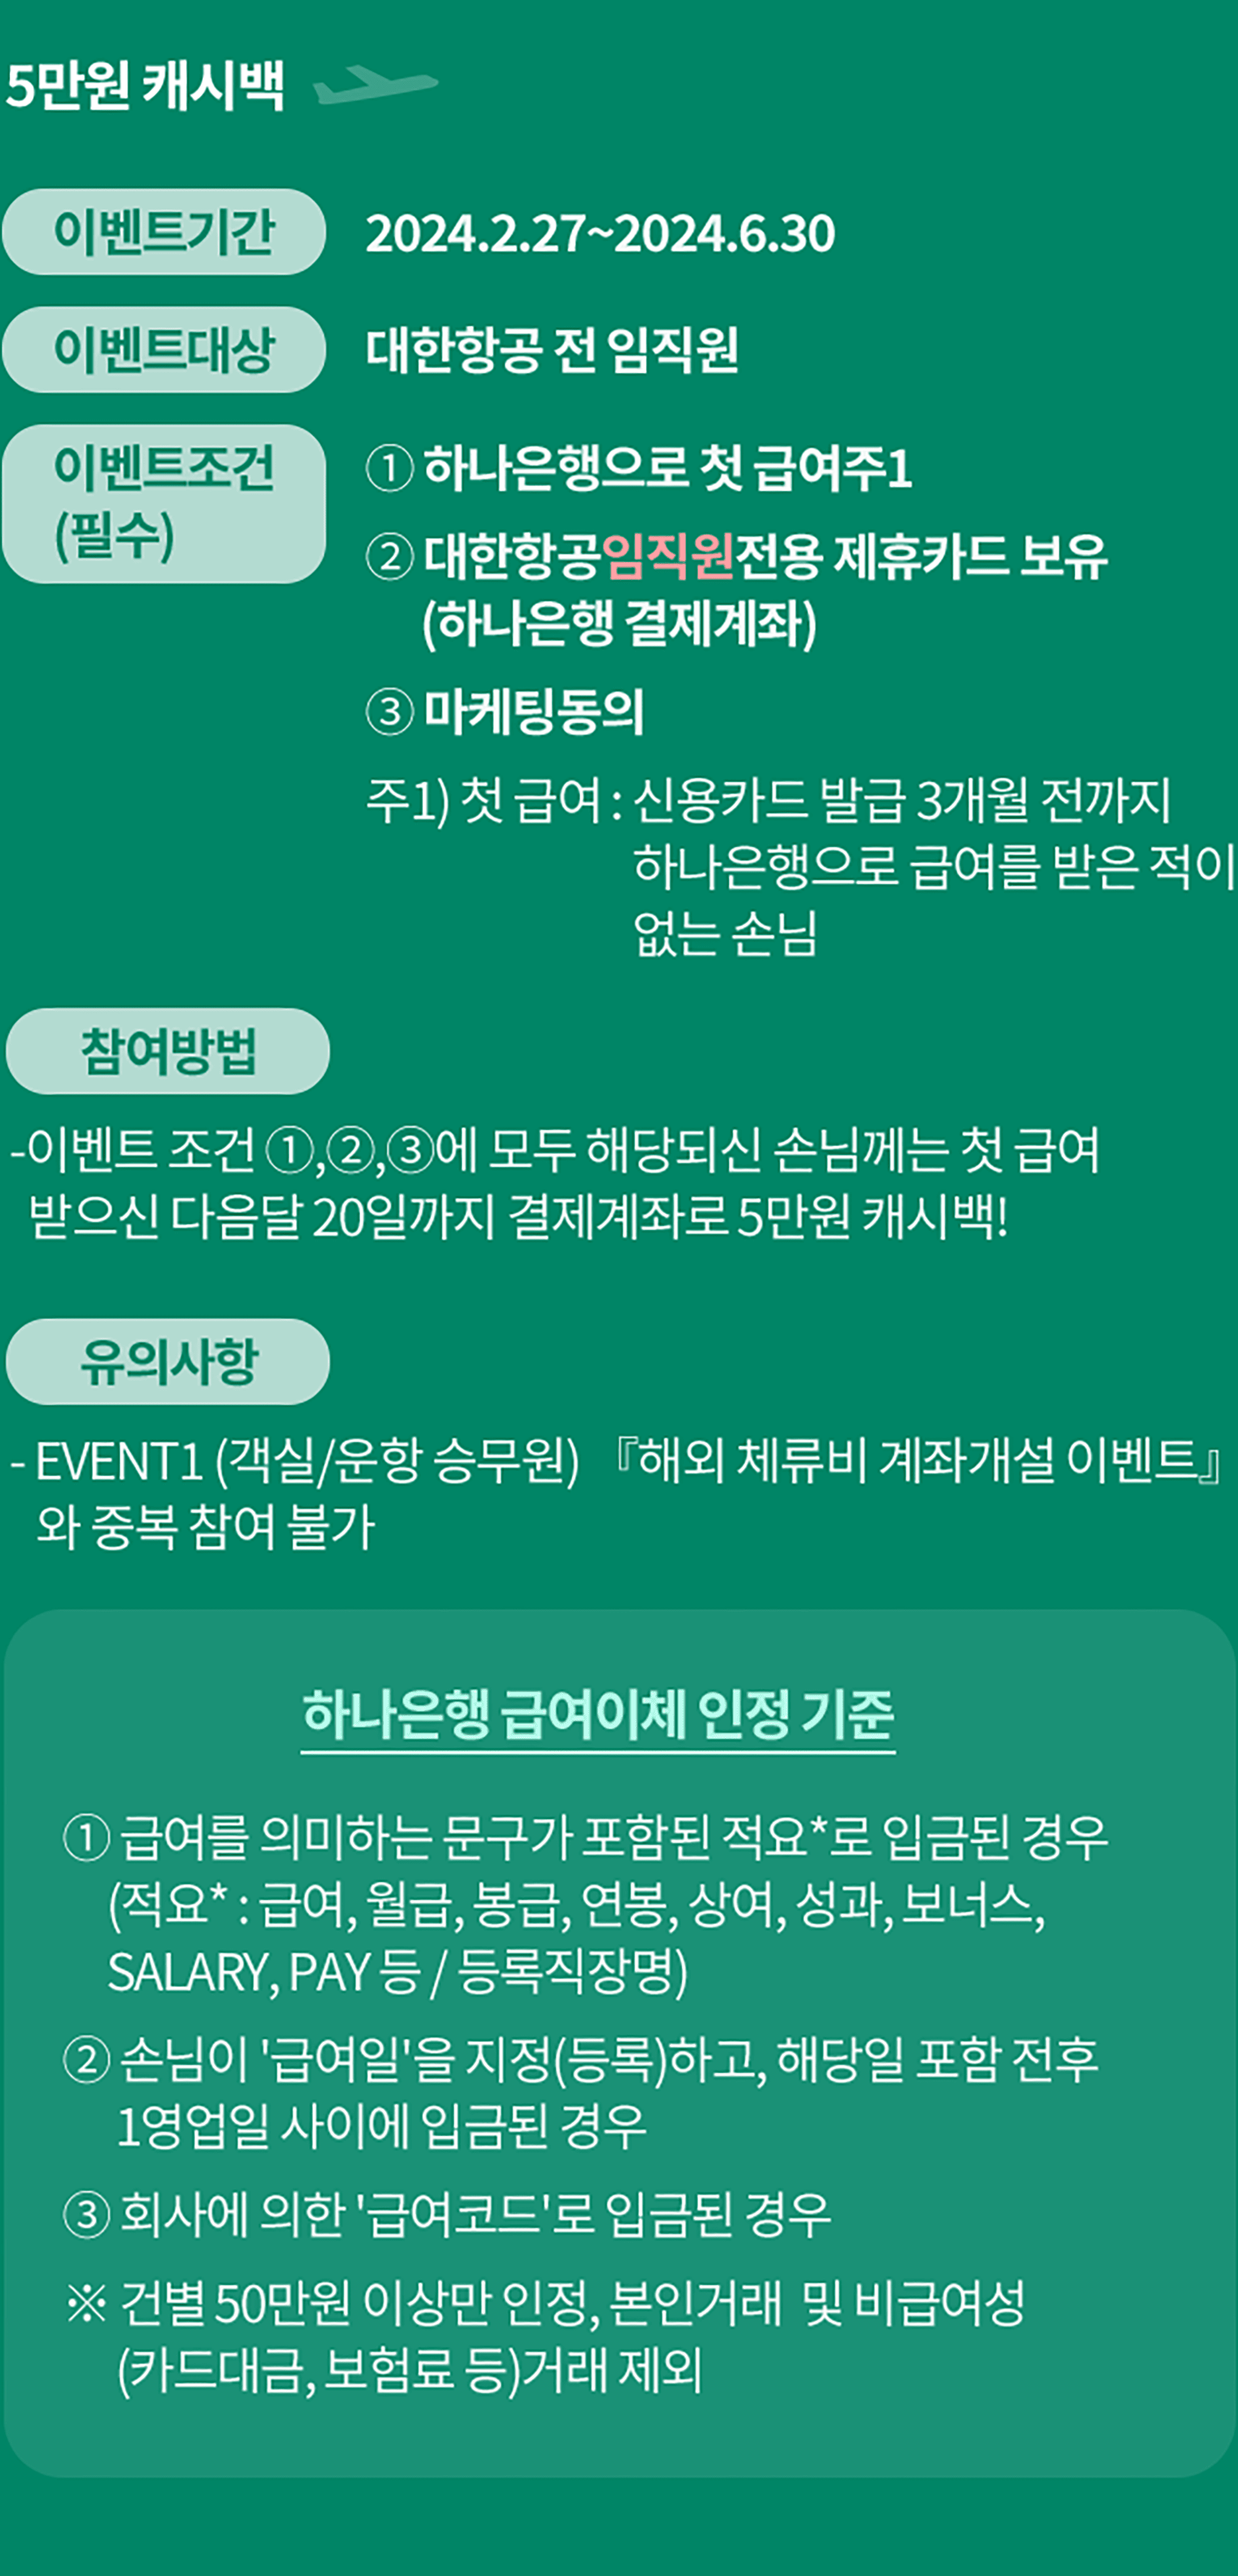 5만원 캐시백
이벤트기간
2024.2.27~2024.6.30
이벤트대상
대한항공 전 임직원
이벤트조건
(필수)
① 하나은행으로 첫 급여주1
② 대한항공임직원전용 제휴카드 보유
(하나은행 결제계좌)
③ 마케팅동의
주1) 첫 급여 : 신용카드 발급 3개월 전까지
하나은행으로 급여를 받은 적이
없는 손님
참여방법
-이벤트 조건 ①,②,③에 모두 해당되신 손님께는 첫 급여
받으신 다음달 20일까지 결제계좌로 5만원 캐시백!
유의사항
- EVENT1 (객실/운항 승무원) 『해외 체류비 계좌개설 이벤트』
와 중복 참여 불가
하나은행 급여이체 인정 기준
① 급여를 의미하는 문구가 포함된 적요*로 입금된 경우
(적요* : 급여, 월급, 봉급, 연봉, 상여, 성과, 보너스,
SALARY, PAY 등 / 등록직장명)
② 손님이 '급여일'을 지정(등록)하고, 해당일 포함 전후
1영업일 사이에 입금된 경우
③ 회사에 의한 '급여코드'로 입금된 경우
※ 건별 50만원 이상만 인정, 본인거래 및 비급여성
(카드대금, 보험료 등)거래 제외